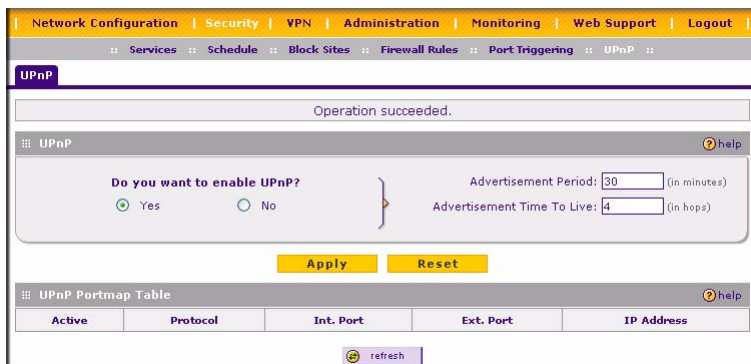 Network Configuration | Security | VPN | Administration | Monitoring | Web Support | Logout
:: Services :: Schedule :: Block Sites :: Firewall Rules :: Port Triggering :: UPnP ::
UPnP
Operation succeeded.
UPnP help
Do you want to enable UPnP?
Yes No
Advertisement Period: 30 (in minutes)
Advertisement Time To Live: 4 (in hops)
Apply Reset
UPnP Portmap Table help
Active Protocol Int. Port Ext. Port IP Address
refresh